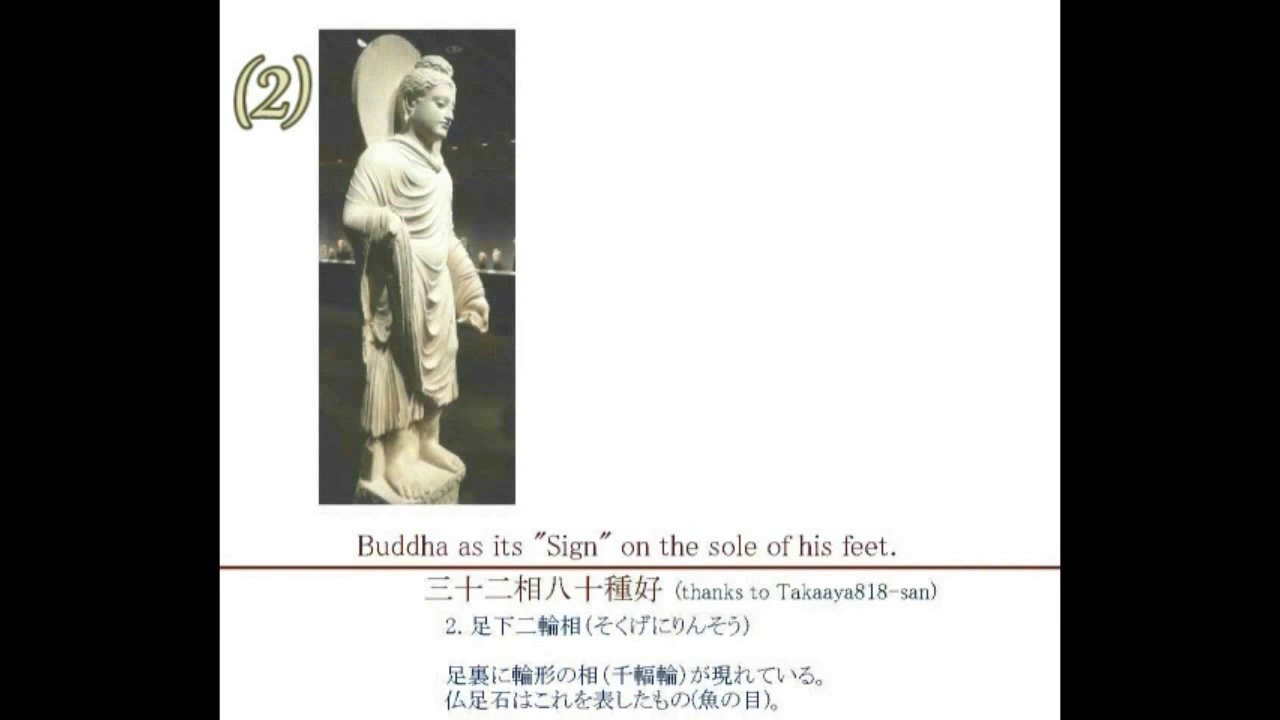 (2)
Buddha as its "Sign" on the sole of his feet.
三十二相八十種好 (thanks to Takaaya818-san)
2. 足下二輪相(そくげにりんそう)
足裏に輪形の相(千幅輪)が現れている。
仏足石はこれを表したもの(魚の目)。